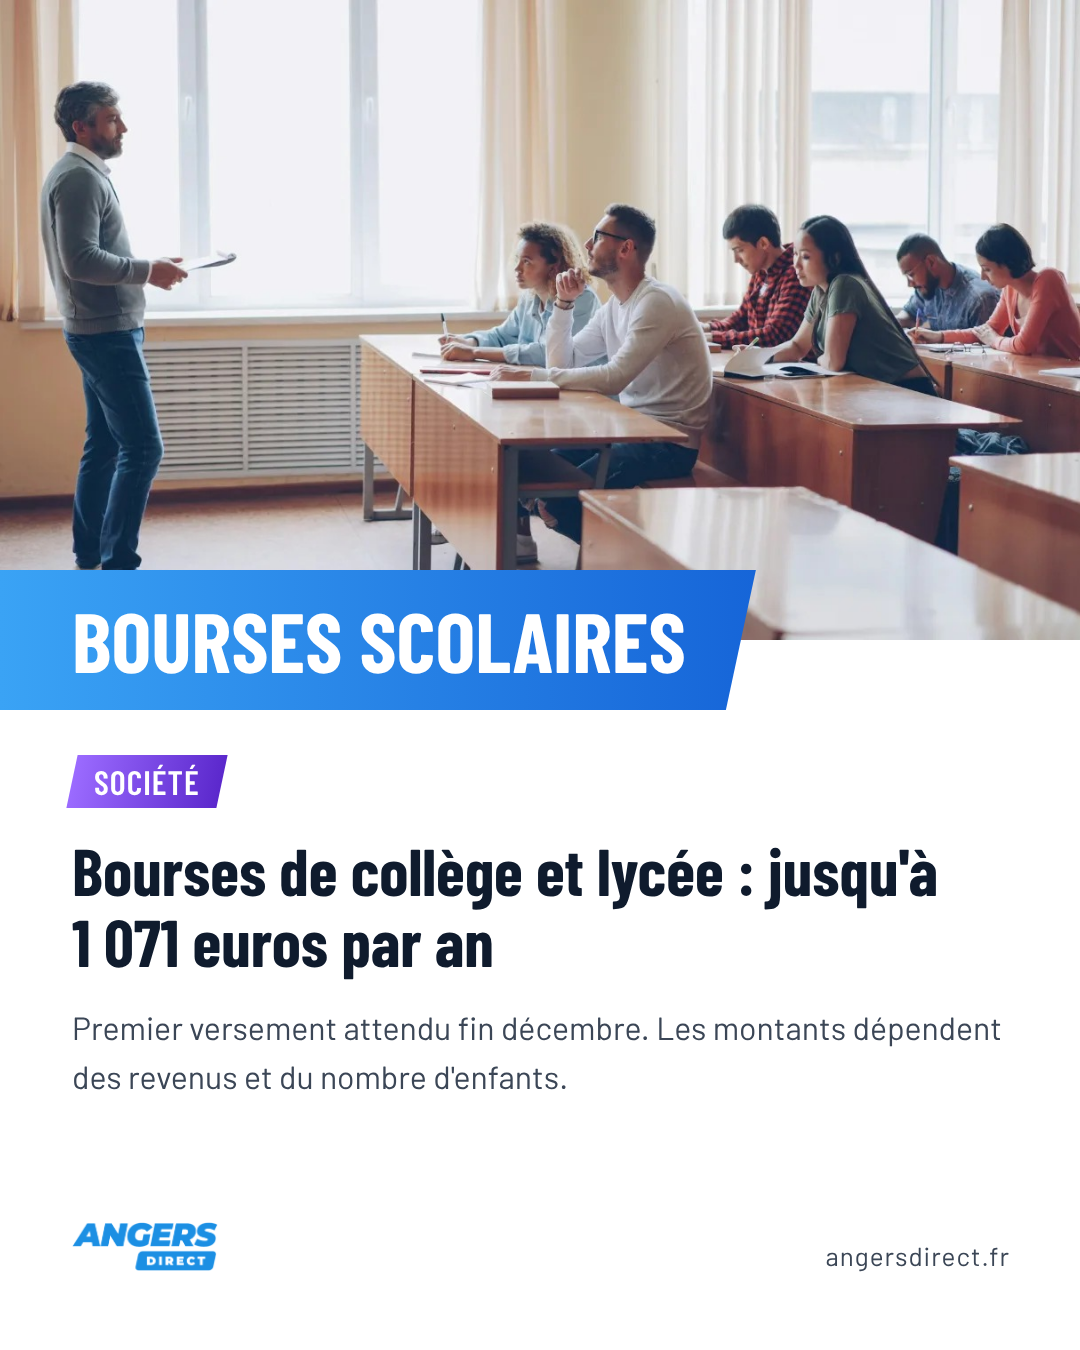 BOURSES SCOLAIRES
SOCIÉTÉ
Bourses de collège et lycée : jusqu'à
1 071 euros par an
Premier versement attendu fin décembre. Les montants dépendent
des revenus et du nombre d'enfants.
ANGERS
DIRECT
angersdirect.fr